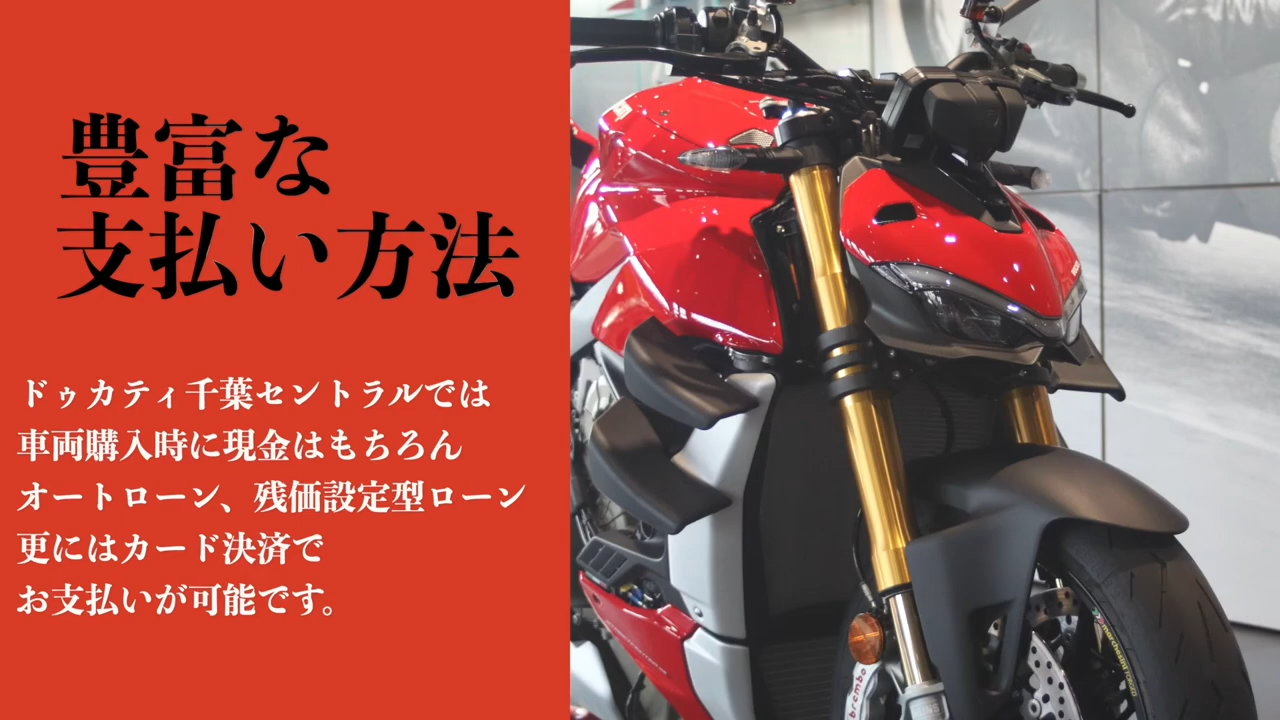 豊富な
支払い方法
ドゥカティ千葉セントラルでは
車両購入時に現金はもちろん
オートローン、残価設定型ローン
更にはカード決済で
お支払いが可能です。
brembo